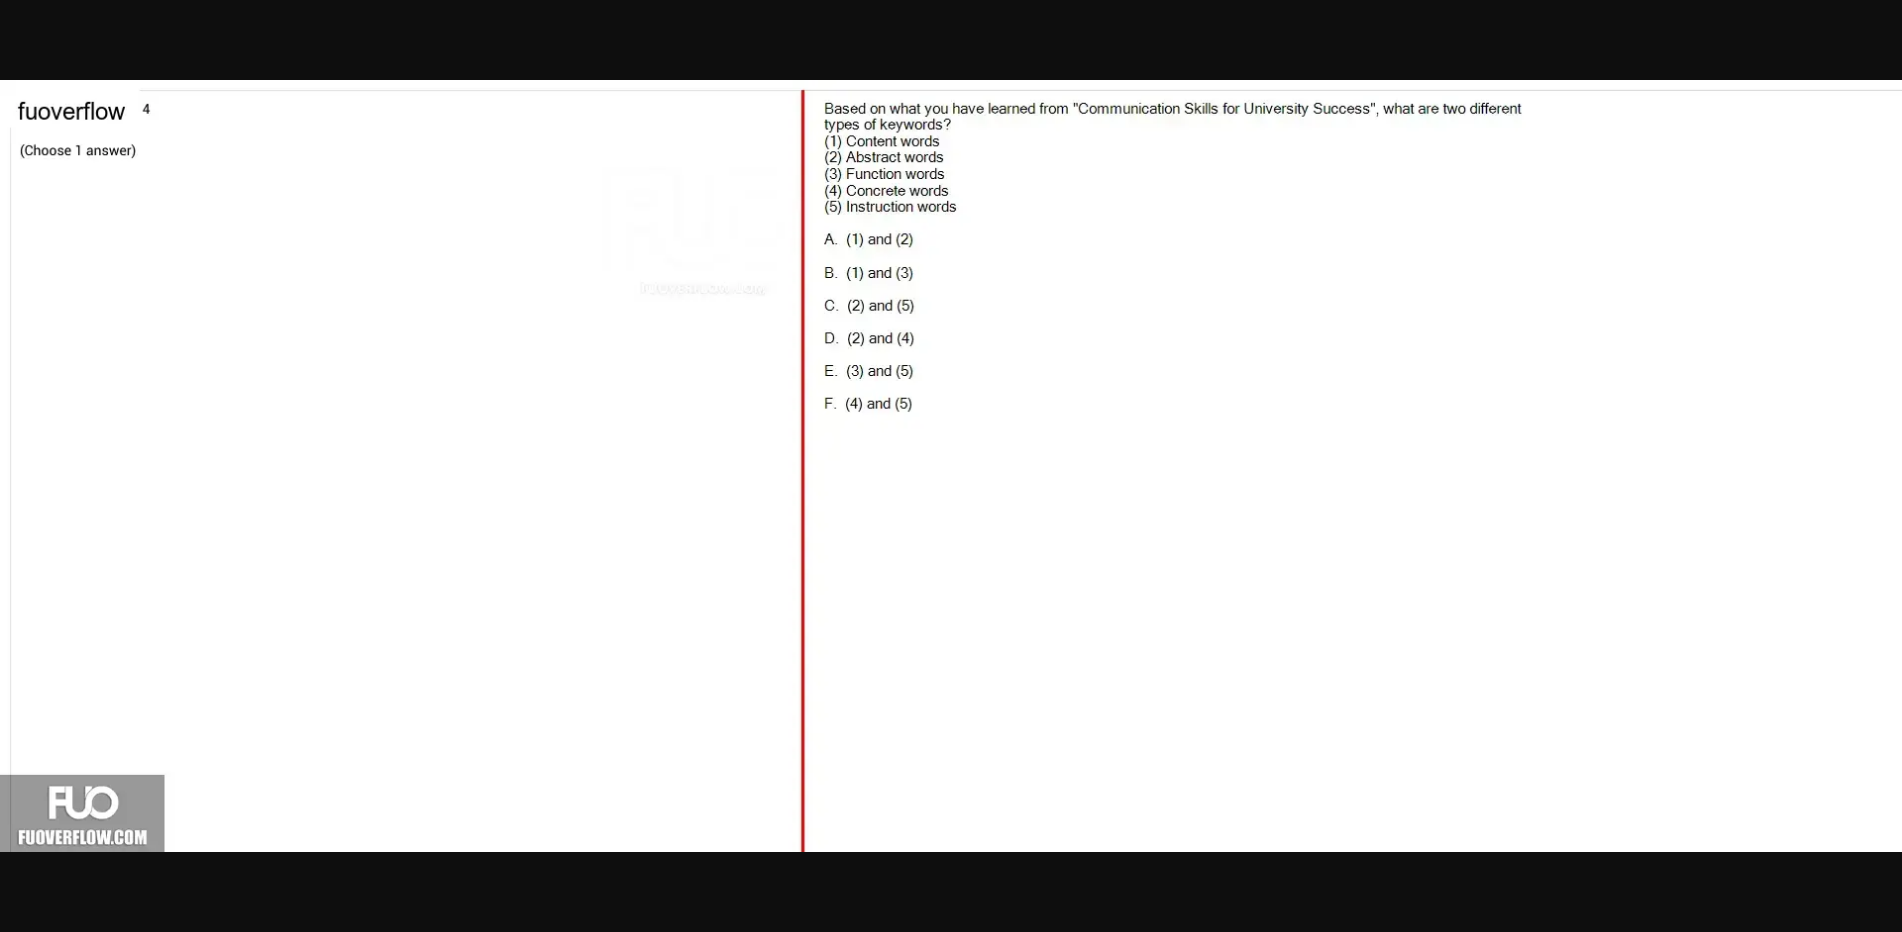 fuoverflow 4
(Choose 1 answer)
Based on what you have learned from "Communication Skills for University Success", what are two different
types of keywords?
(1) Content words
(2) Abstract words
(3) Function words
(4) Concrete words
(5) Instruction words
A. (1) and (2)
B. (1) and (3)
C. (2) and (5)
D. (2) and (4)
E. (3) and (5)
F. (4) and (5)
FUOVERFLOW.COM
FUO
FUOVERFLOW.COM